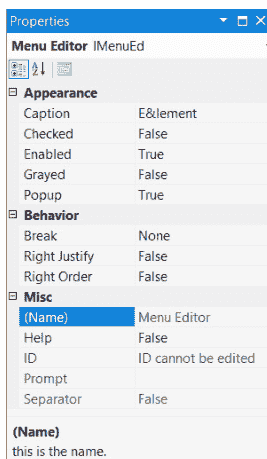 Properties
Menu Editor IMenuEd
Appearance
Caption E&lement
Checked False
Enabled True
Grayed False
Popup True
Behavior
Break None
Right Justify False
Right Order False
Misc
(Name) Menu Editor
Help False
ID ID cannot be edited
Prompt
Separator False
(Name)
this is the name.